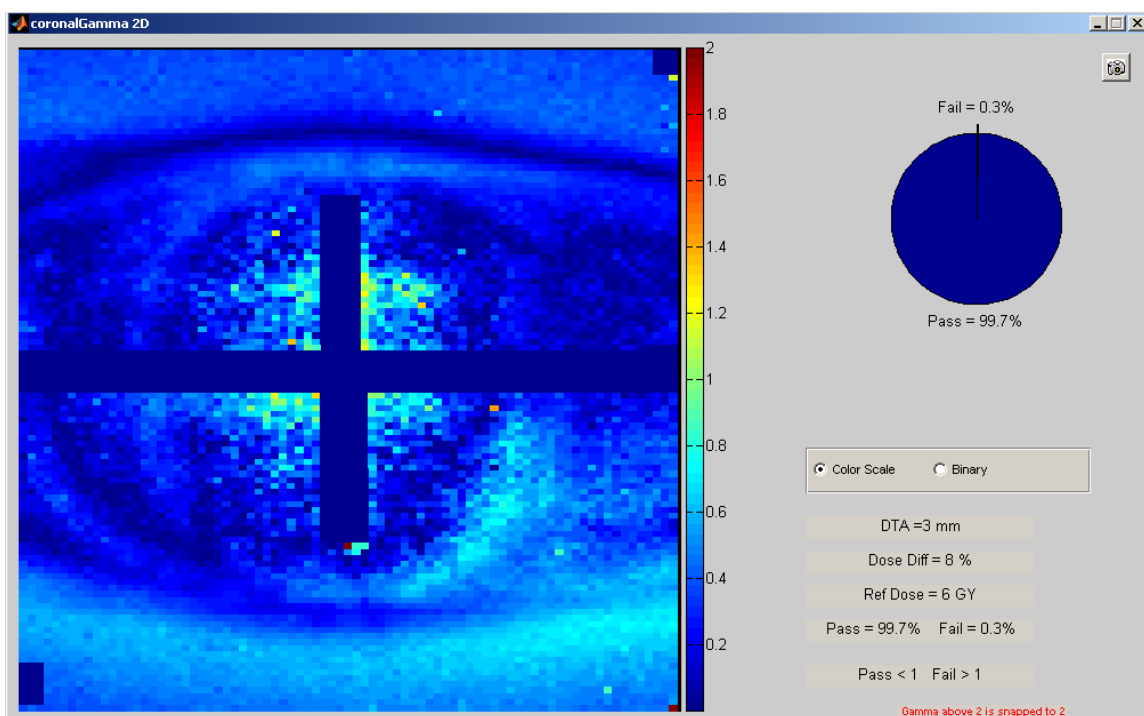 coronalGamma 2D
2
1.8
1.6
1.4
1.2
1
0.8
0.6
0.4
0.2
Fail = 0.3%
Pass = 99.7%
Color Scale Binary
DTA =3 mm
Dose Diff = 8 %
Ref Dose = 6 GY
Pass = 99.7% Fail = 0.3%
Pass < 1 Fail > 1
Gamma above 2 is snapped to 2